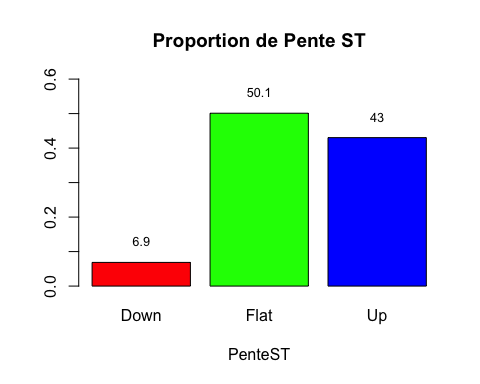 Proportion de Pente ST
0.6
0.4
0.2
0.0
6.9
50.1
43
Down
Flat
Up
PenteST